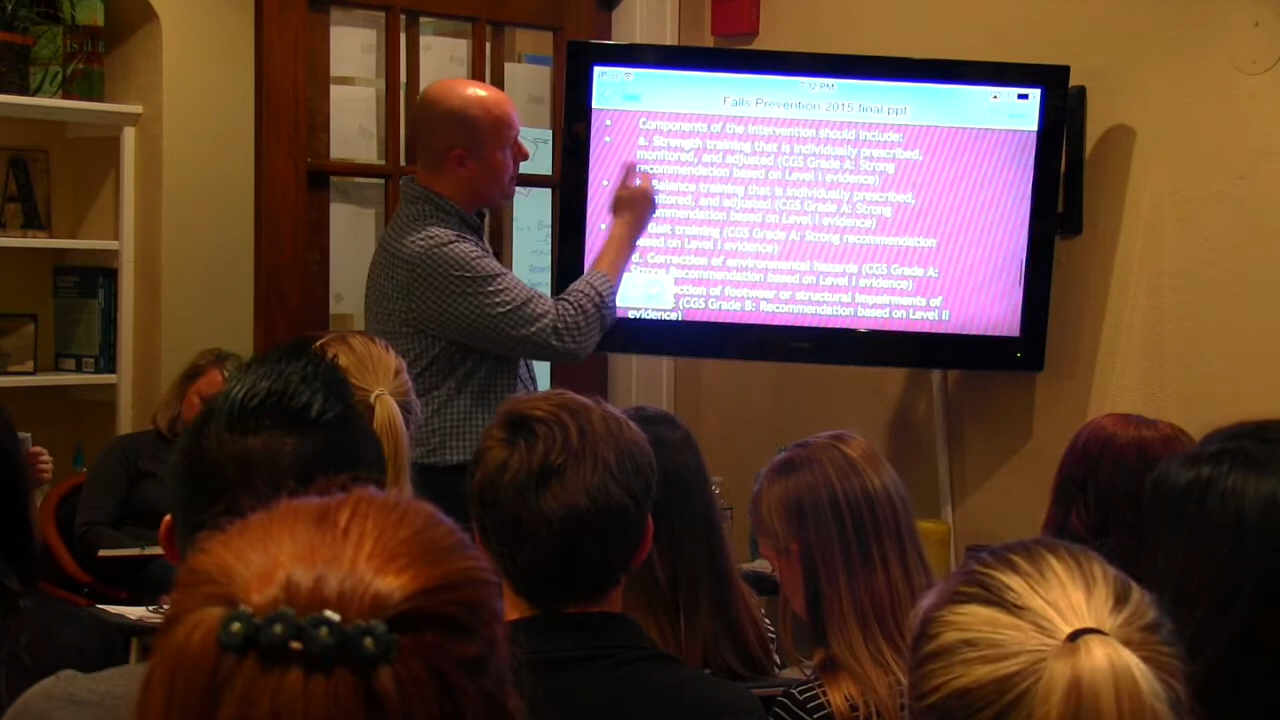 iPod
7:12 PM
Falls Prevention 2015 final.ppt
Components of the intervention should include:
a. Strength training that is individually prescribed,
monitored, and adjusted (CGS Grade A: Strong
recommendation based on Level I evidence)
Balance training that is individually prescribed,
and adjusted (CGS Grade A: Strong
based on Level I evidence)
Gait training (CGS Grade A: Strong recommendation
based on Level I evidence)
d. Correction of environmental hazards (CGS Grade A:
Strong Recommendation based on Level I evidence)
of footwear or structural impairments of
(CGS Grade B: Recommendation based on Level II
evidence)
A